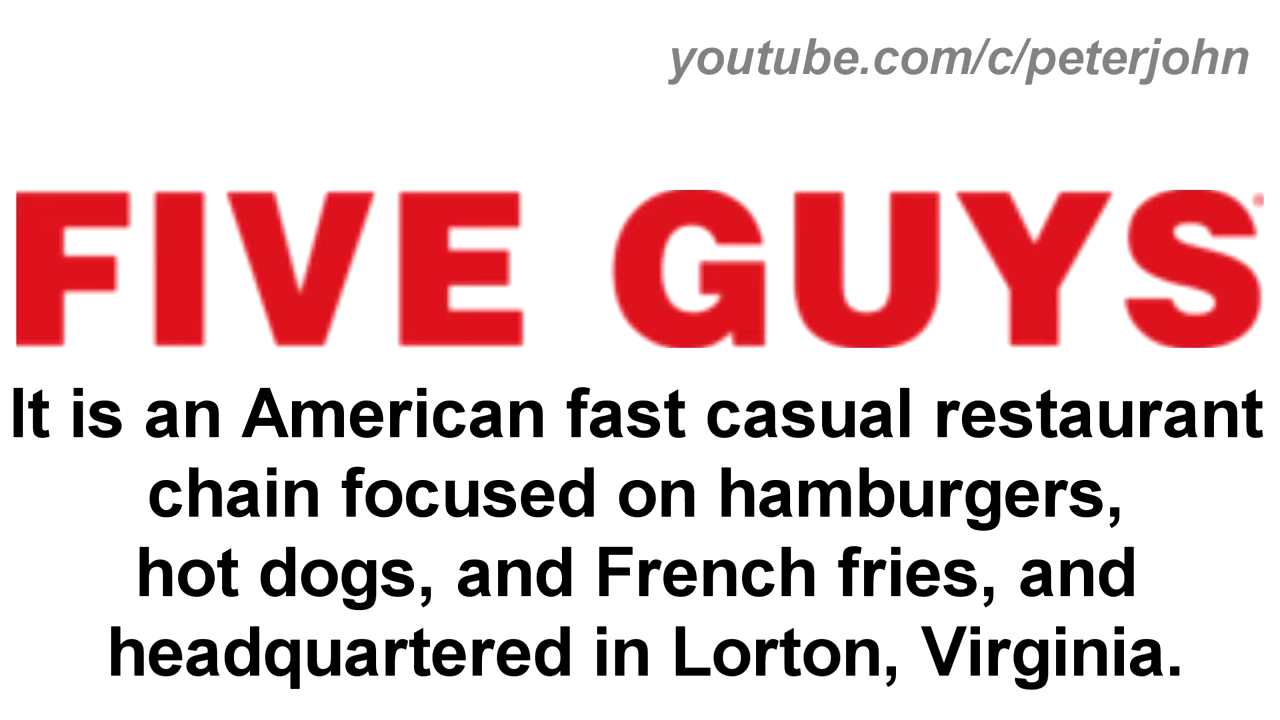 youtube.com/c/peterjohn
FIVE GUYS
It is an American fast casual restaurant
chain focused on hamburgers,
hot dogs, and French fries, and
headquartered in Lorton, Virginia.